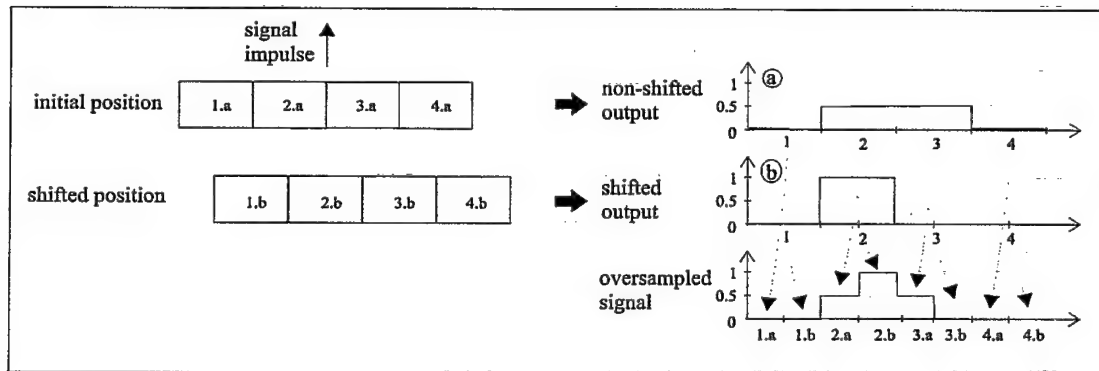 signal
impulse
initial position
1.a 2.a 3.a 4.a
non-shifted
output
a
1
0.5
0
1 2 3 4
shifted position
1.b 2.b 3.b 4.b
shifted
output
b
1
0.5
0
1 2 3 4
oversampled
signal
1
0.5
0
1.a 1.b 2.a 2.b 3.a 3.b 4.a 4.b